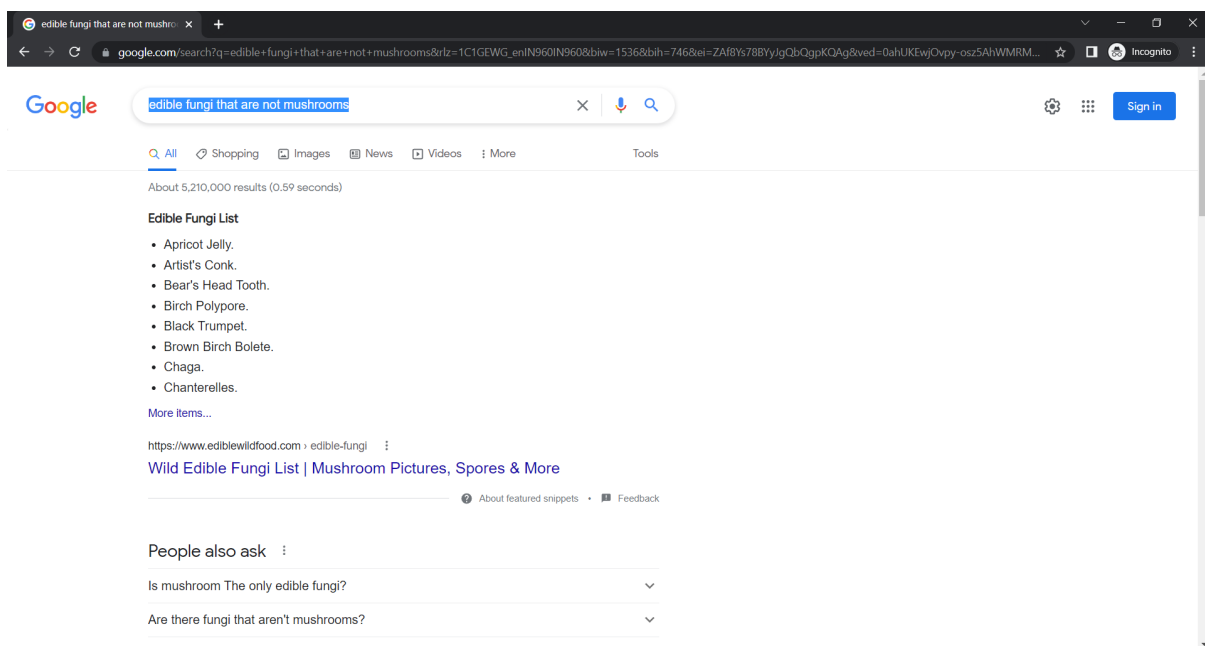 edible fungi that are not mushro
google.com/search?q=edible+fungi+that+are+not+mushrooms&rlz=1C1GEWG_enIN960IN960&biw=1536&bih=746&ei=ZAf8Ys78BYyJgQbQgpKQAg&ved=0ahUKEwjOvpy-osz5AhWMRM...
Incognito
Google
edible fungi that are not mushrooms
Sign in
All Shopping Images News Videos More Tools
About 5,210,000 results (0.59 seconds)
Edible Fungi List
• Apricot Jelly.
• Artist's Conk.
• Bear's Head Tooth.
• Birch Polypore.
• Black Trumpet.
• Brown Birch Bolete.
• Chaga.
• Chanterelles.
More items...
https://www.ediblewildfood.com › edible-fungi
Wild Edible Fungi List | Mushroom Pictures, Spores & More
About featured snippets • Feedback
People also ask
Is mushroom The only edible fungi?
Are there fungi that aren't mushrooms?